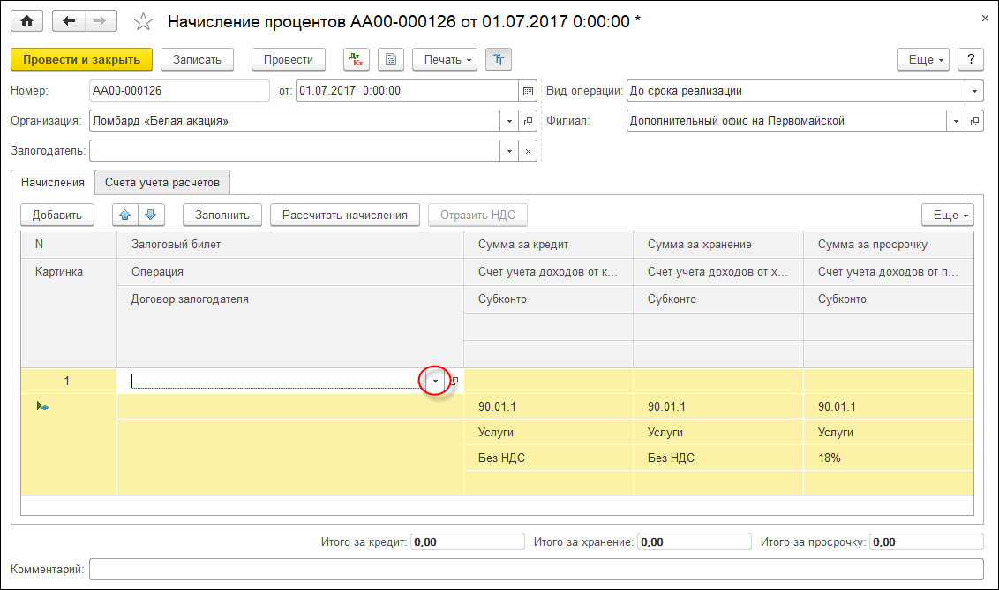 Начисление процентов АА00-000126 от 01.07.2017 0:00:00 *
Провести и закрыть Записать Провести Дт Кт Печать Тт Еще ?
Номер: АА00-000126 от: 01.07.2017 0:00:00 Вид операции: До срока реализации
Организация: Ломбард «Белая акация» Филиал: Дополнительный офис на Первомайской
Залогодатель:
Начисления Счета учета расчетов
Добавить Заполнить Рассчитать начисления Отразить НДС Еще
N Залоговый билет Сумма за кредит Сумма за хранение Сумма за просрочку
Картинка Операция Счет учета доходов от к... Счет учета доходов от х... Счет учета доходов от п...
Договор залогодателя Субконто Субконто Субконто
1
90.01.1 90.01.1 90.01.1
Услуги Услуги Услуги
Без НДС Без НДС 18%
Итого за кредит: 0,00 Итого за хранение: 0,00 Итого за просрочку: 0,00
Комментарий: